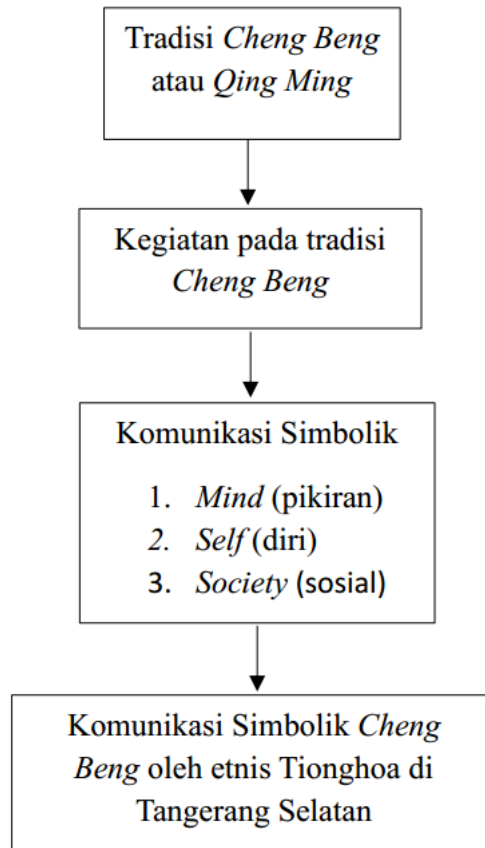 Tradisi Cheng Beng
atau Qing Ming
Kegiatan pada tradisi
Cheng Beng
Komunikasi Simbolik
1. Mind (pikiran)
2. Self (diri)
3. Society (sosial)
Komunikasi Simbolik Cheng
Beng oleh etnis Tionghoa di
Tangerang Selatan